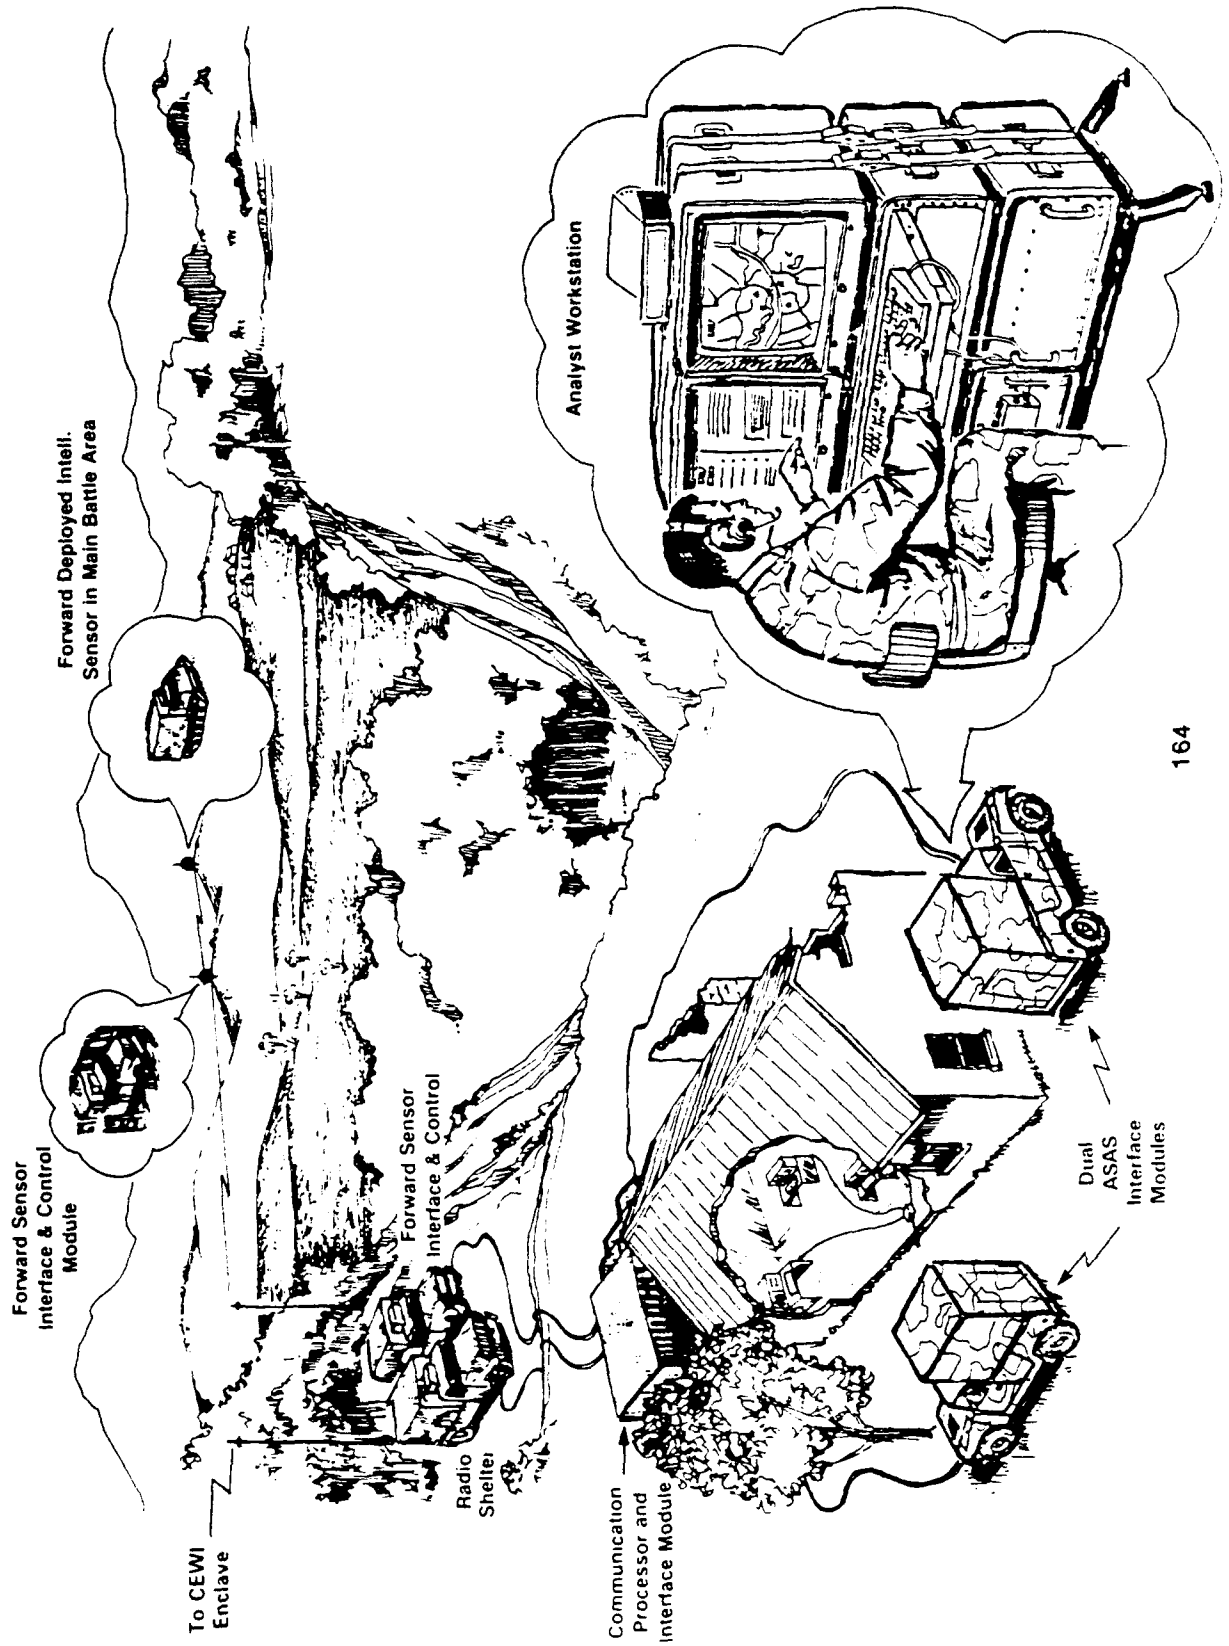 Forward Sensor
Interface & Control
Module
Forward Deployed Intell.
Sensor in Main Battle Area
To CEWI
Enclave
Forward Sensor
Interface & Control
Radio
Shelter
Analyst Workstation
Communication
Processor and
Interface Module
Dual
ASAS
Interface
Modules
164